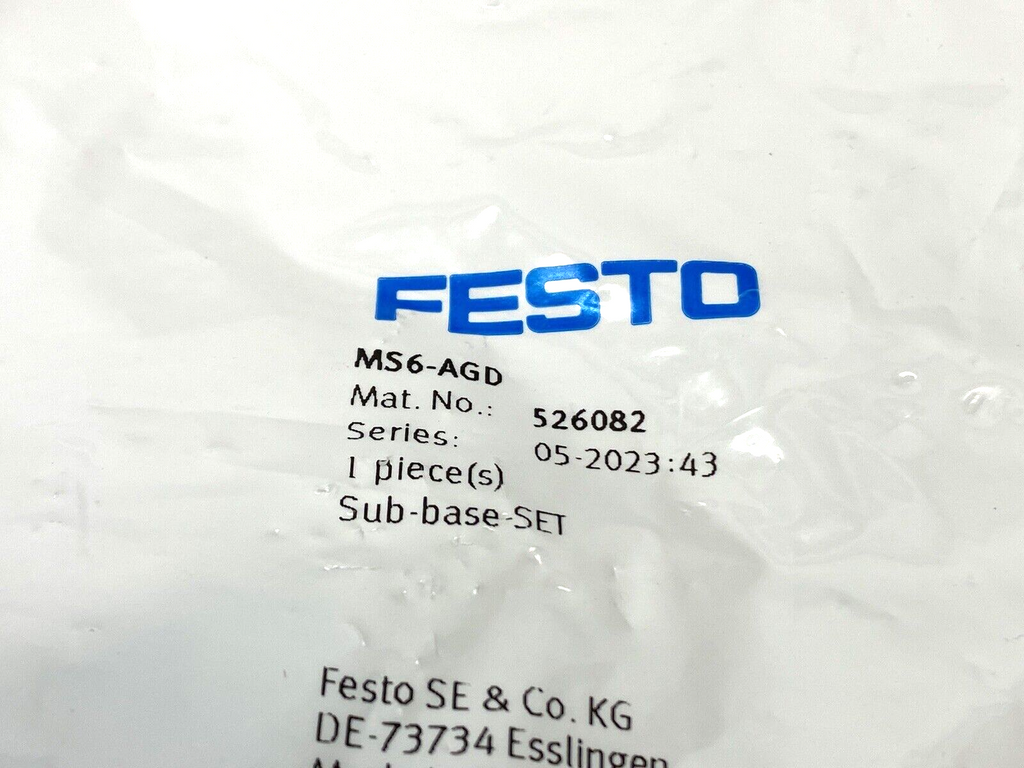 FESTO
MS6-AGD
Mat. No.: 526082
Series: 05-2023:43
1 piece(s)
Sub-base-SET
Festo SE & Co. KG
DE-73734 Esslingen